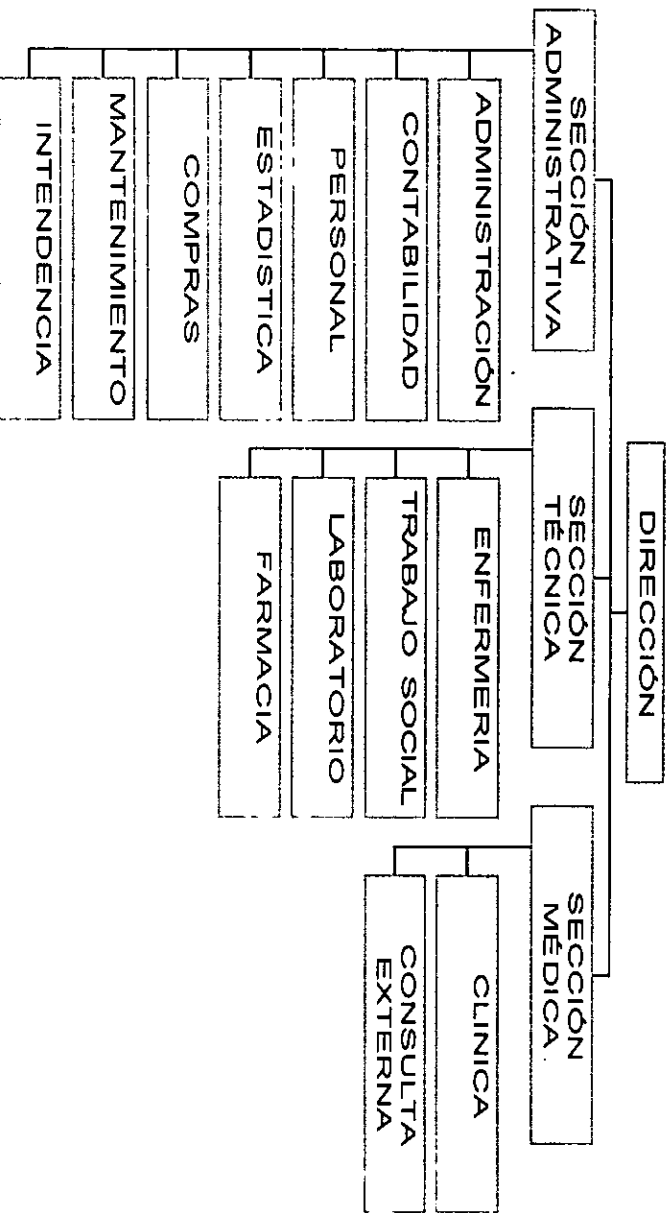 DIRECCIÓN
SECCIÓN
ADMINISTRATIVA
ADMINISTRACIÓN
CONTABILIDAD
PERSONAL
ESTADISTICA
COMPRAS
MANTENIMIENTO
INTENDENCIA
SECCIÓN
TÉCNICA
ENFERMERIA
TRABAJO SOCIAL
LABORATORIO
FARMACIA
SECCIÓN
MÉDICA
CLINICA
CONSULTA
EXTERNA